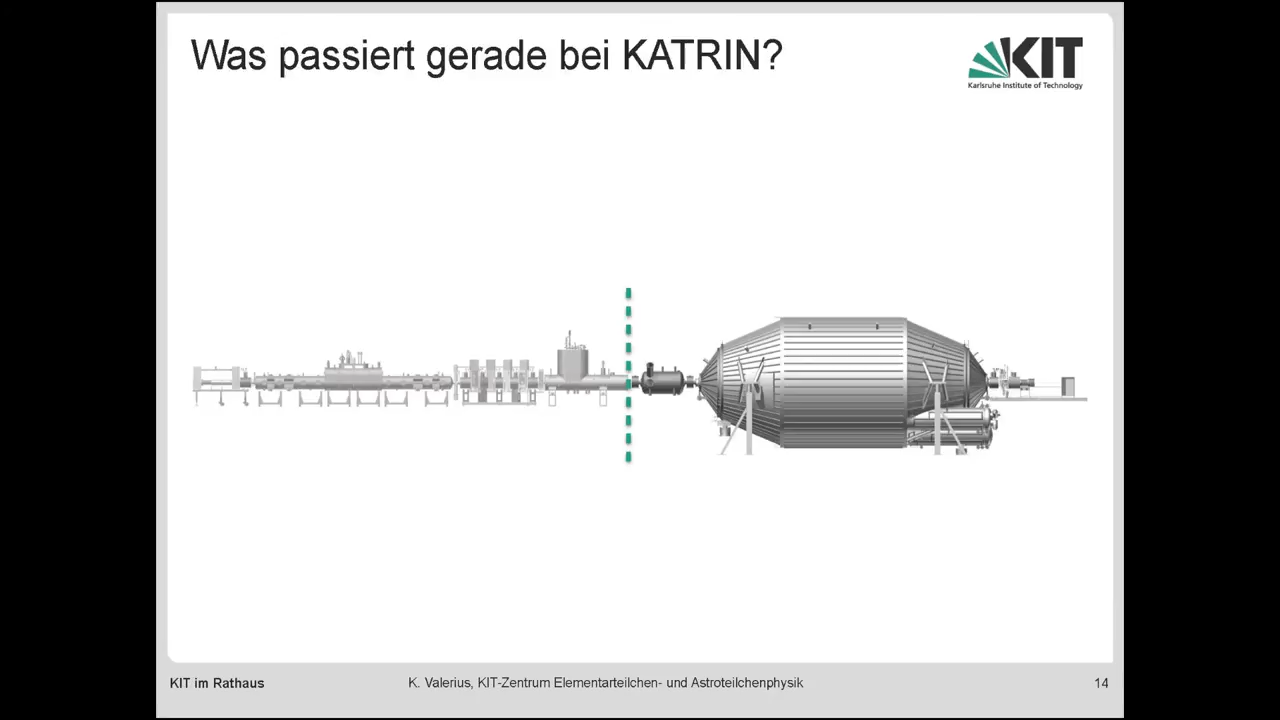 Was passiert gerade bei KATRIN?
KIT
Karlsruhe Institute of Technology
KIT im Rathaus
K. Valerius, KIT-Zentrum Elementarteilchen- und Astroteilchenphysik
14